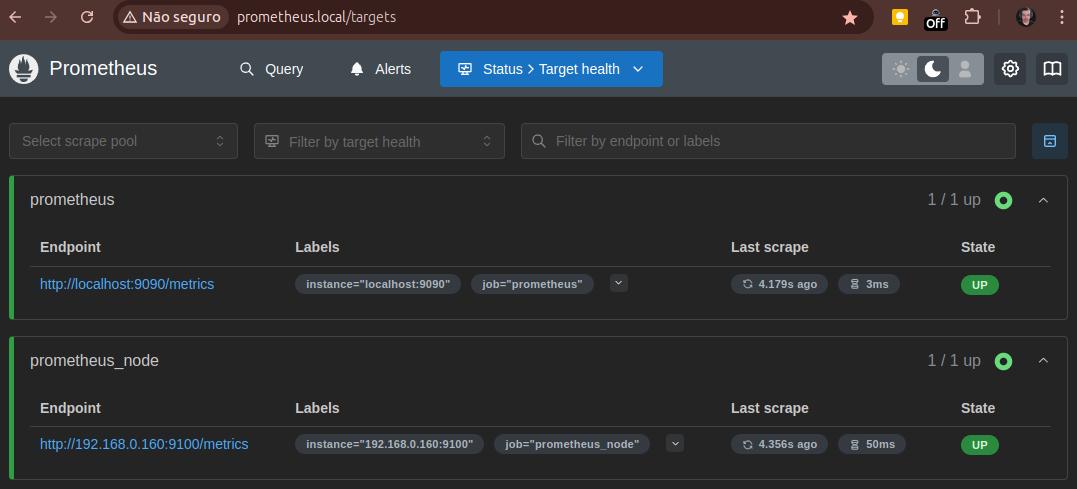 Não seguro prometheus.local/targets
Off
Prometheus Query Alerts Status > Target health
Select scrape pool Filter by target health Filter by endpoint or labels
prometheus 1 / 1 up
Endpoint Labels Last scrape State
http://localhost:9090/metrics instance="localhost:9090" job="prometheus" 4.179s ago 3ms UP
prometheus_node 1 / 1 up
Endpoint Labels Last scrape State
http://192.168.0.160:9100/metrics instance="192.168.0.160:9100" job="prometheus_node" 4.356s ago 50ms UP